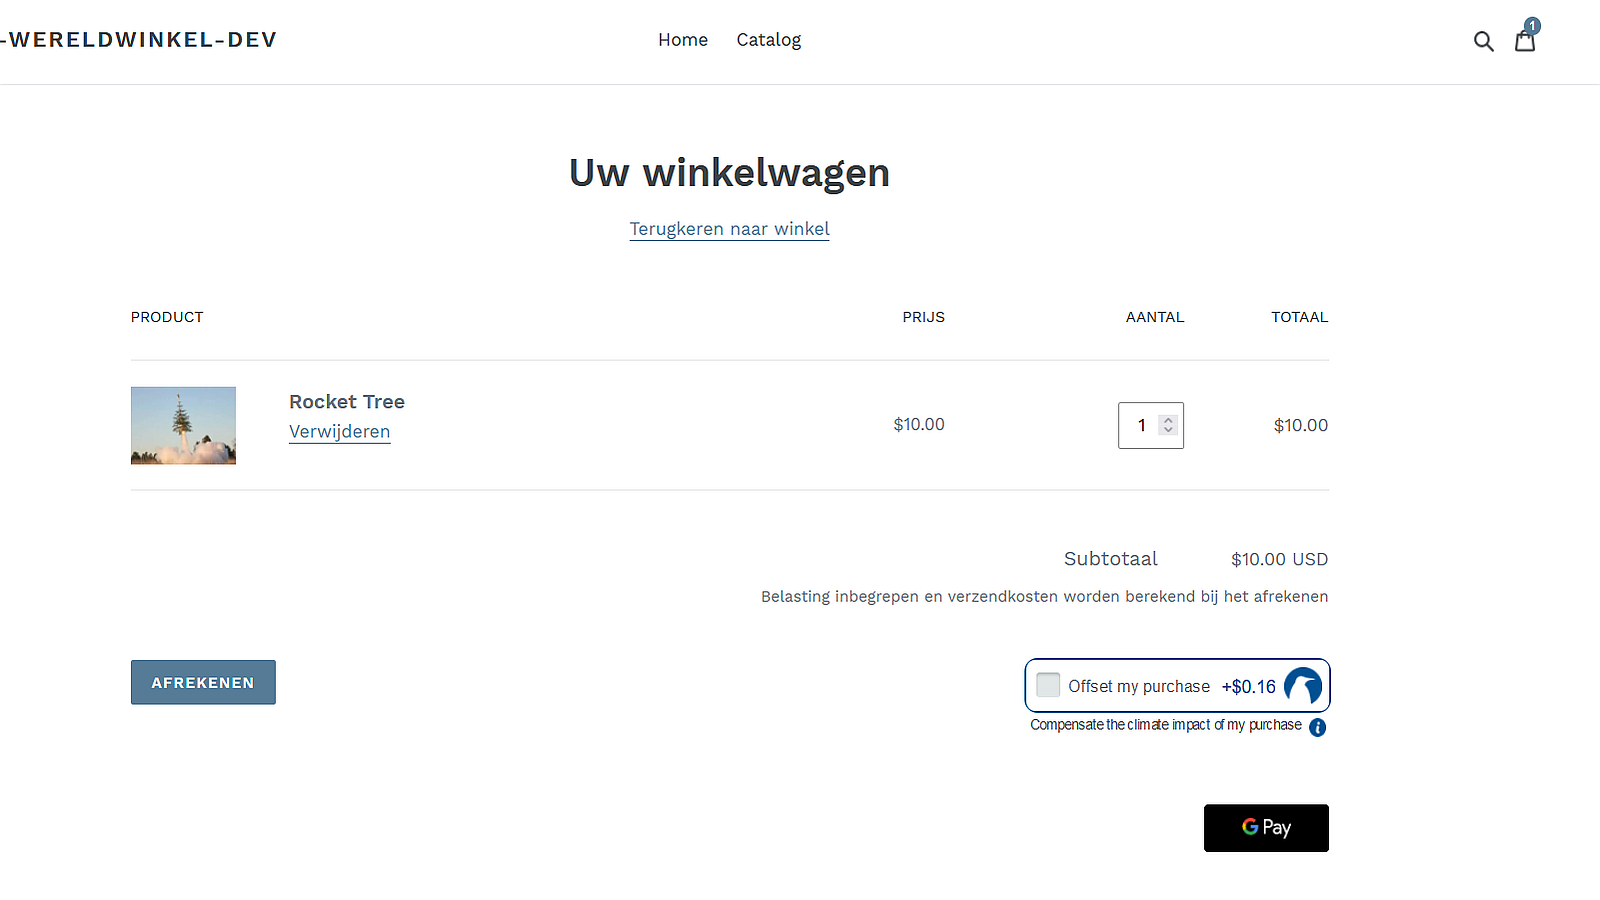 -WERELDWINKEL-DEV
Home Catalog
1
Uw winkelwagen
Terugkeren naar winkel
PRODUCT PRIJS AANTAL TOTAAL
Rocket Tree
Verwijderen
$10.00 1 $10.00
Subtotaal $10.00 USD
Belasting inbegrepen en verzendkosten worden berekend bij het afrekenen
AFREKENEN
Offset my purchase +$0.16
Compensate the climate impact of my purchase i
G Pay